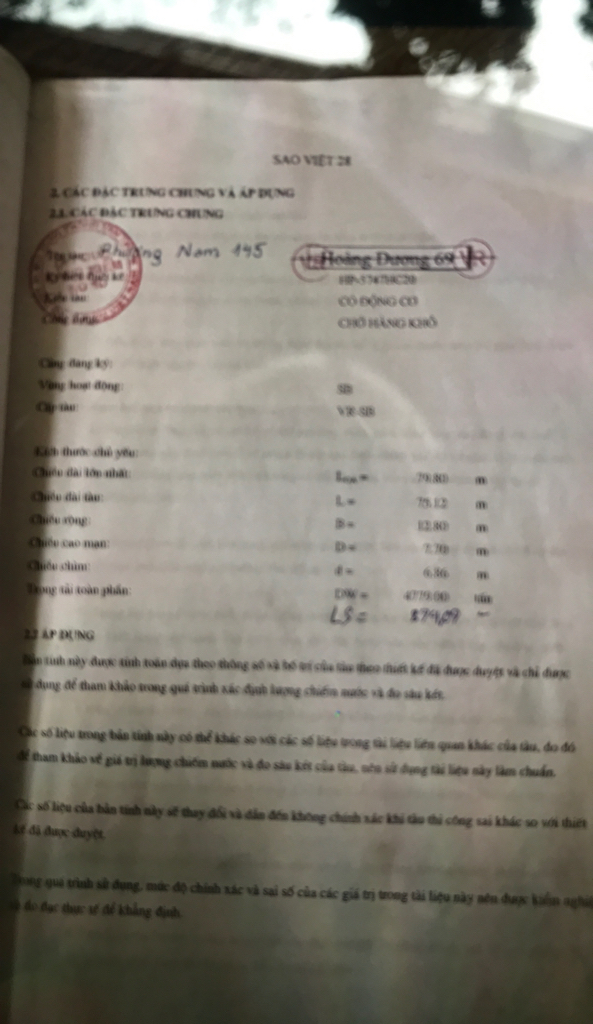 SAO VIỆT 28
2. CÁC ĐẶC TRƯNG CHUNG VÀ ÁP DỤNG
2.1. CÁC ĐẶC TRƯNG CHUNG
Phương Nam 145 Hoàng Dương 69 VR
CÓ ĐỘNG CƠ
CHỞ HÀNG KHÔ
Cảng đăng ký:
Vùng hoạt động: SB
Cấp tàu: VR-SB
Kích thước chủ yếu:
Chiều dài lớn nhất: = 79.80 m
Chiều dài tàu: L = m
Chiều rộng: B = 12.80 m
Chiều cao mạn: D = m
Chiều chìm: d = m
Trọng tải toàn phần: DW = tấn
LS =
2.2 ÁP DỤNG
Bản tính này được tính toán dựa theo thông số và bố trí của tàu theo thiết kế đã được duyệt và chỉ được
sử dụng để tham khảo trong quá trình xác định lượng chiếm nước và đo sâu két.
Các số liệu trong bản tính này có thể khác so với các số liệu trong tài liệu liên quan khác của tàu, do đó
để tham khảo về giá trị lượng chiếm nước và đo sâu két của tàu, nên sử dụng tài liệu này làm chuẩn.
Các số liệu của bản tính này sẽ thay đổi và dẫn đến không chính xác khi tàu thi công sai khác so với thiết
kế đã được duyệt.
Trong quá trình sử dụng, mức độ chính xác và sai số của các giá trị trong tài liệu này nên được kiểm nghiệm
và đo đạc thực tế để khẳng định.